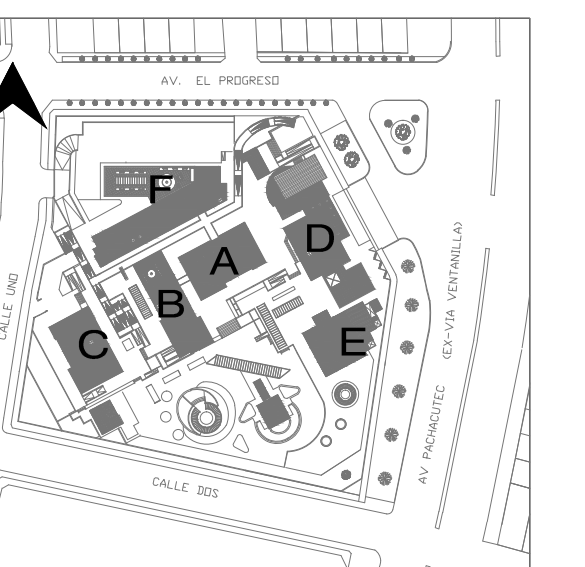 AV. EL PROGRESO
F
D
A
B
C
E
CALLE UNO
(EX-VIA VENTANILLA)
AV PACHACUTEC
CALLE DOS